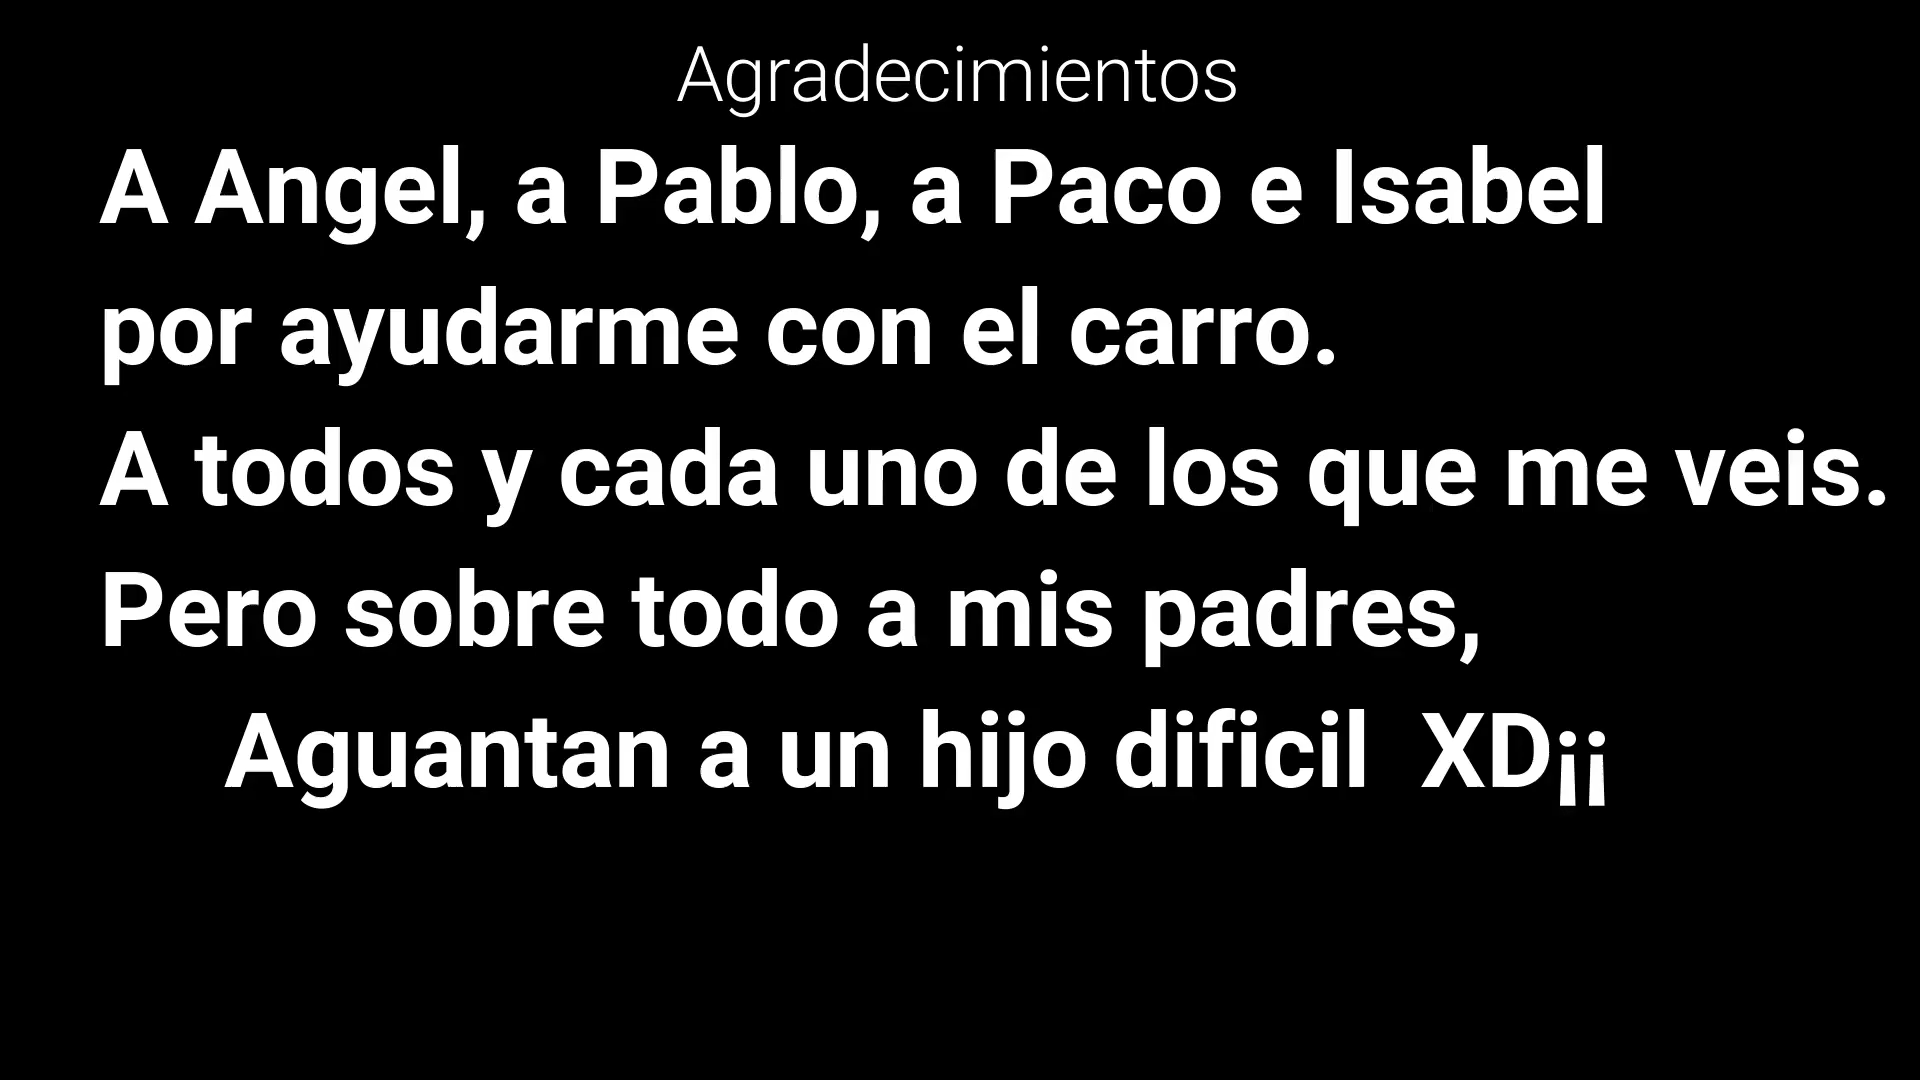 Agradecimientos
A Angel, a Pablo, a Paco e Isabel
por ayudarme con el carro.
A todos y cada uno de los que me veis.
Pero sobre todo a mis padres,
Aguantan a un hijo dificil  XD¡¡